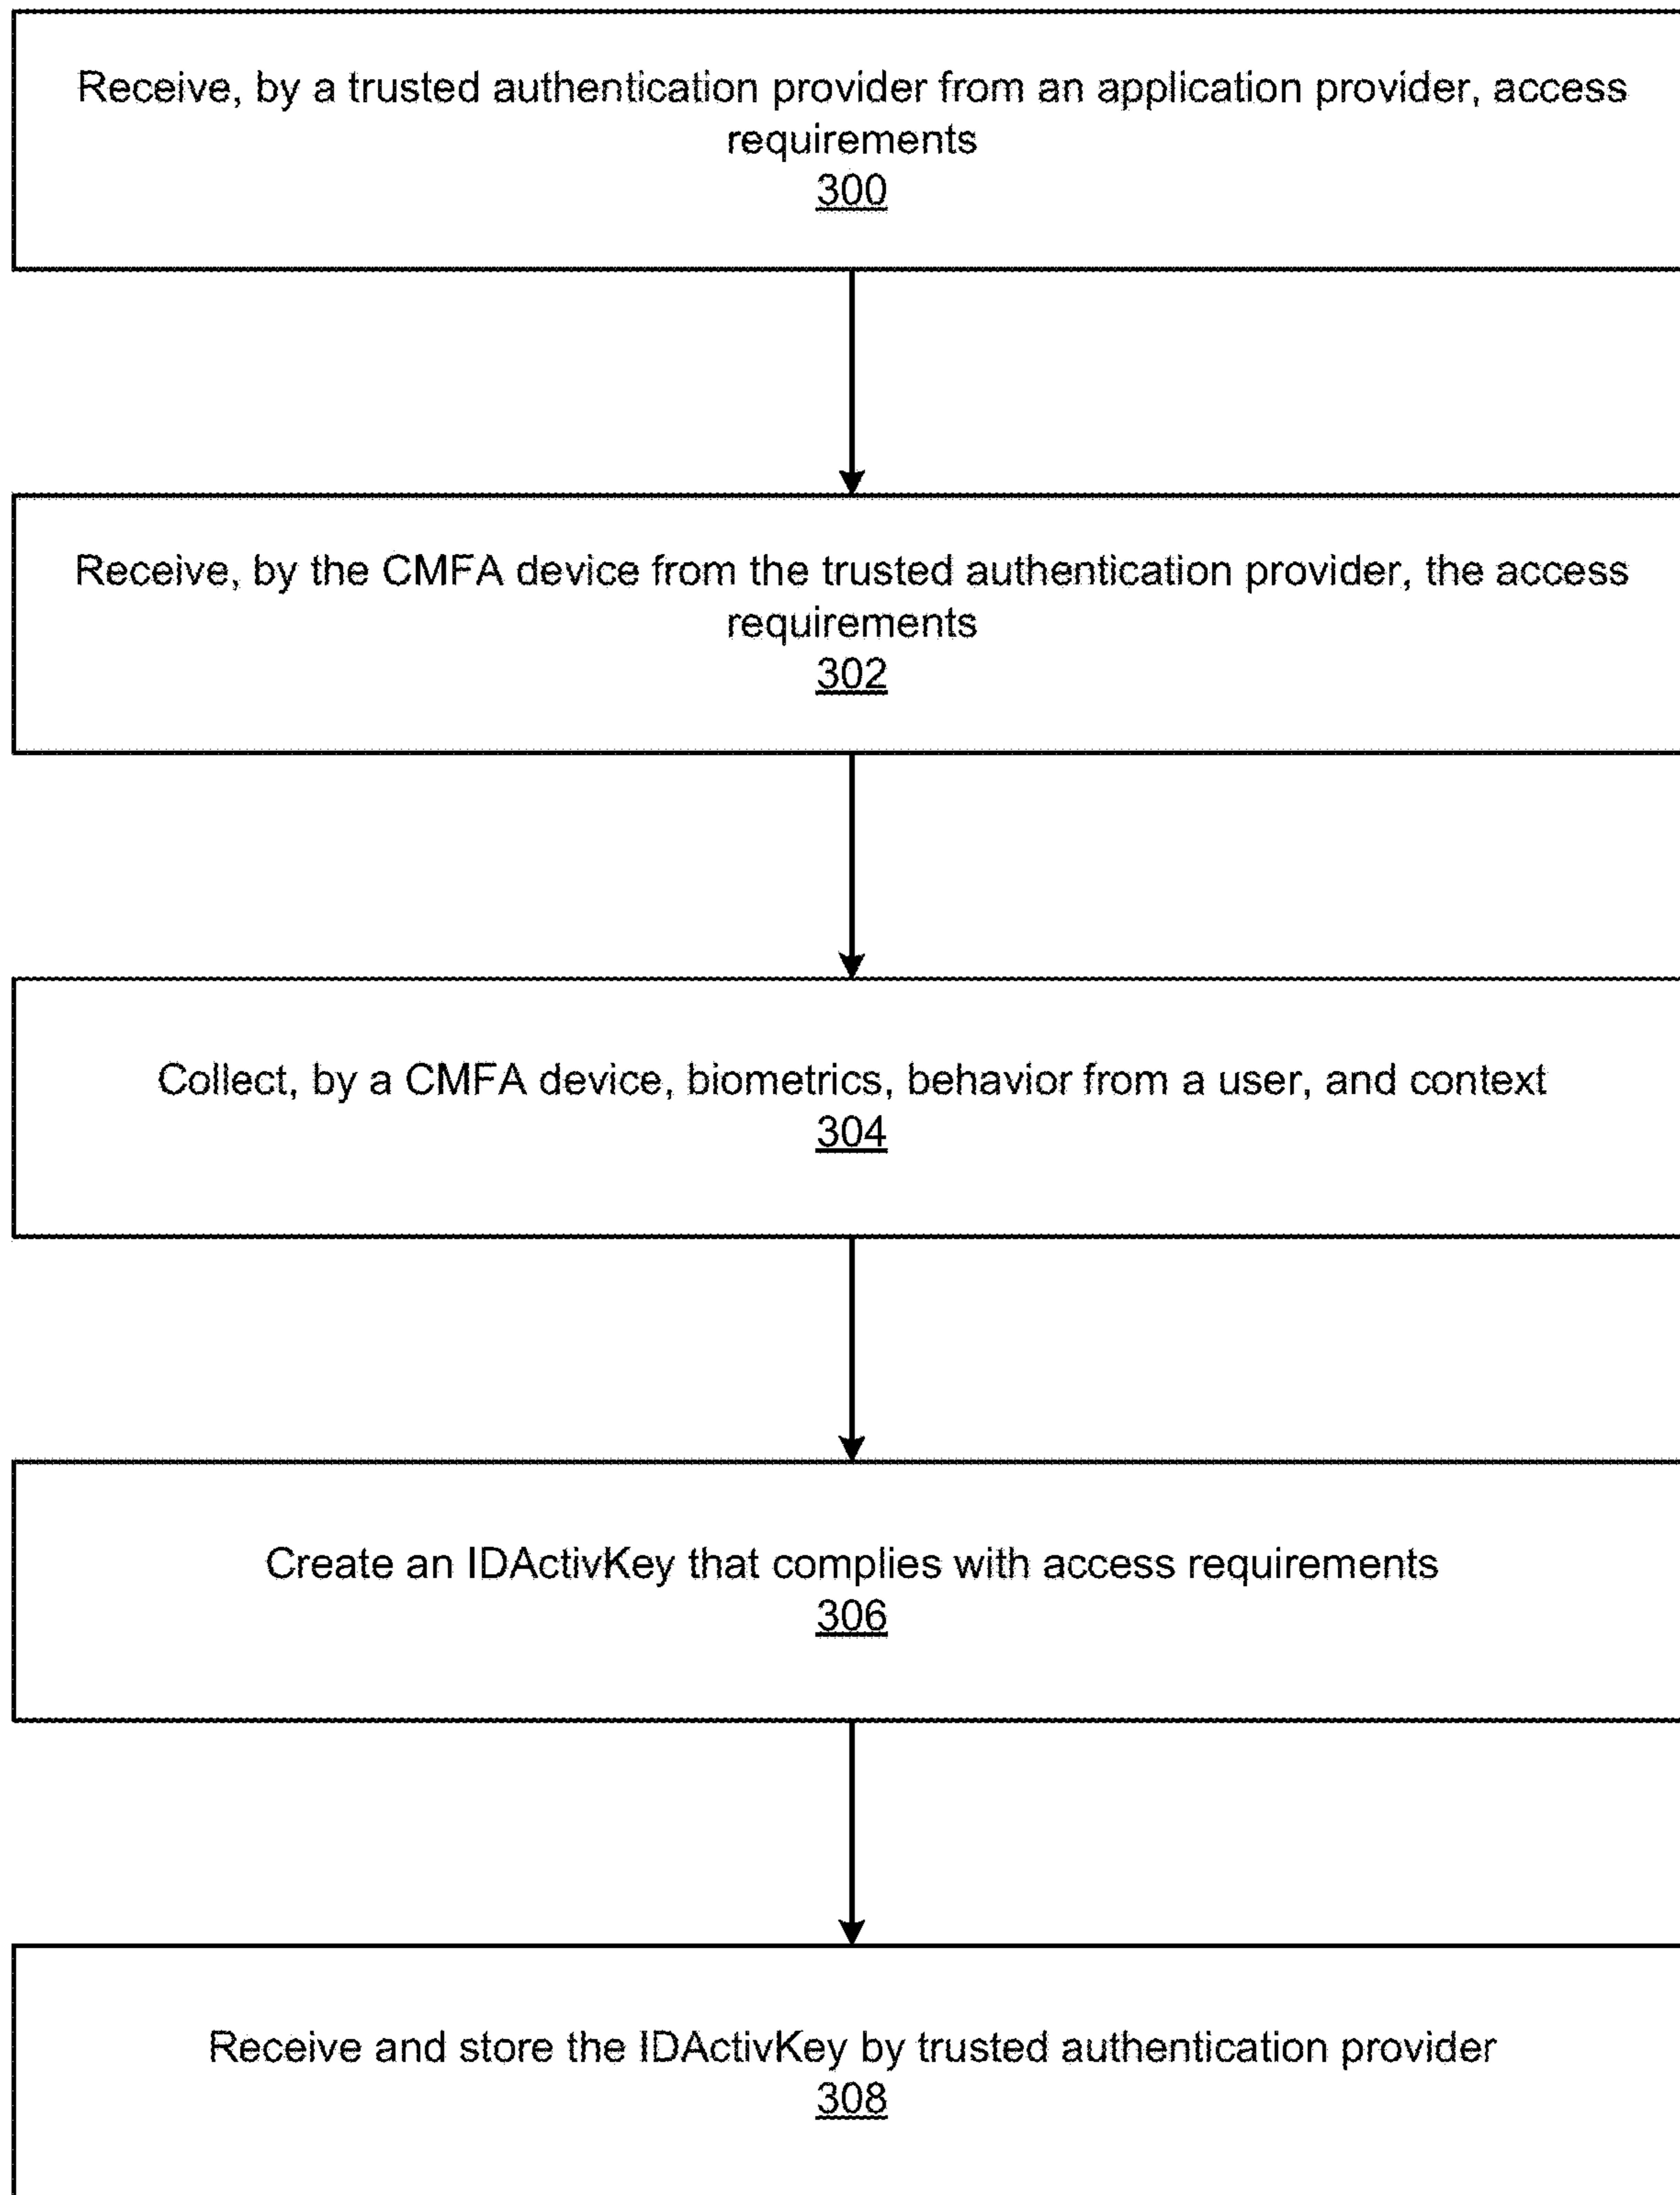 Receive, by a trusted authentication provider from an application provider, access
requirements
300
Receive, by the CMFA device from the trusted authentication provider, the access
requirements
302
Collect, by a CMFA device, biometrics, behavior from a user, and context
304
Create an IDActivKey that complies with access requirements
306
Receive and store the IDActivKey by trusted authentication provider
308